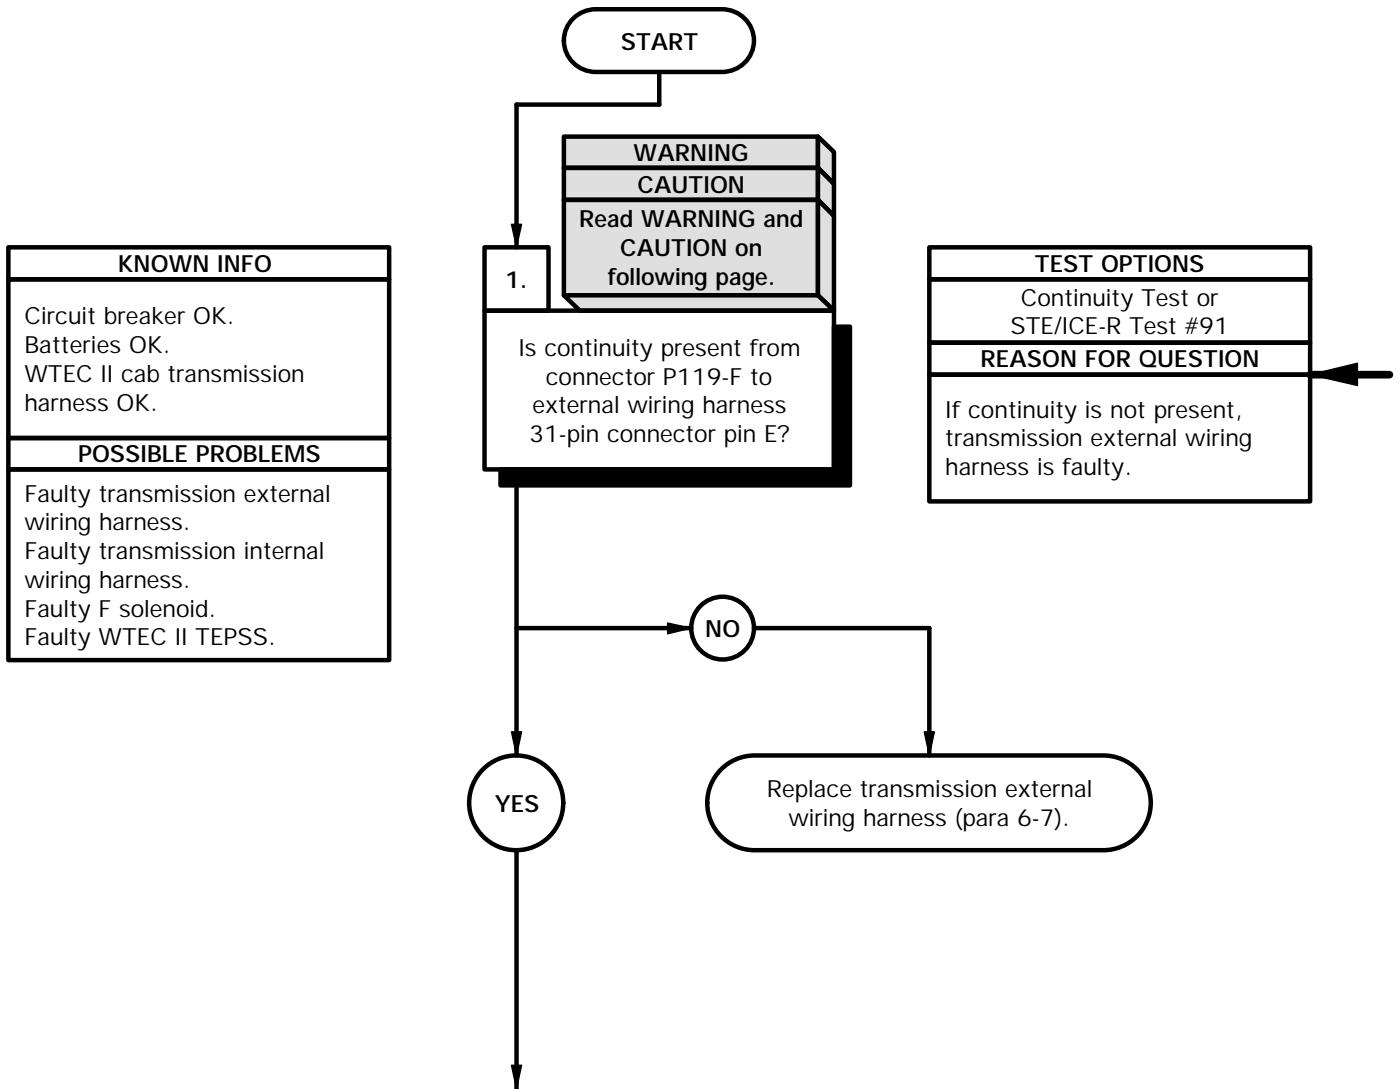 START
WARNING
CAUTION
Read WARNING and
CAUTION on
following page.
KNOWN INFO
Circuit breaker OK.
Batteries OK.
WTEC II cab transmission
harness OK.
POSSIBLE PROBLEMS
Faulty transmission external
wiring harness.
Faulty transmission internal
wiring harness.
Faulty F solenoid.
Faulty WTEC II TEPSS.
1.
Is continuity present from
connector P119-F to
external wiring harness
31-pin connector pin E?
TEST OPTIONS
Continuity Test or
STE/ICE-R Test #91
REASON FOR QUESTION
If continuity is not present,
transmission external wiring
harness is faulty.
NO
YES
Replace transmission external
wiring harness (para 6-7).